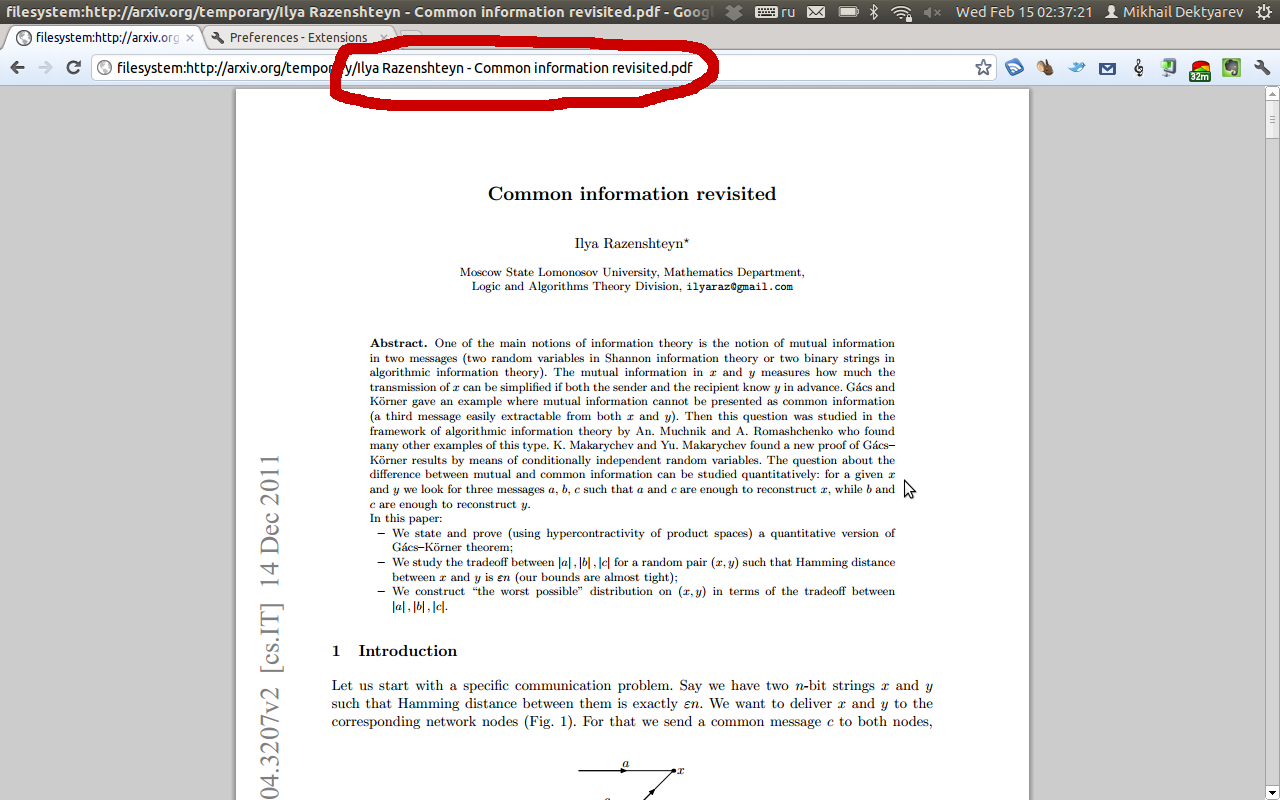 filesystem:http://arxiv.org/temporary/Ilya Razenshteyn - Common information revisited.pdf - Googl
ru
Wed Feb 15 02:37:21
Mikhail Dektyarev
filesystem:http://arxiv.org
Preferences - Extensions
filesystem:http://arxiv.org/temporary/Ilya Razenshteyn - Common information revisited.pdf
32m
Common information revisited
Ilya Razenshteyn⋆
Moscow State Lomonosov University, Mathematics Department,
Logic and Algorithms Theory Division, ilyaraz@gmail.com
Abstract. One of the main notions of information theory is the notion of mutual information
in two messages (two random variables in Shannon information theory or two binary strings in
algorithmic information theory). The mutual information in x and y measures how much the
transmission of x can be simplified if both the sender and the recipient know y in advance. Gács and
Körner gave an example where mutual information cannot be presented as common information
(a third message easily extractable from both x and y). Then this question was studied in the
framework of algorithmic information theory by An. Muchnik and A. Romashchenko who found
many other examples of this type. K. Makarychev and Yu. Makarychev found a new proof of Gács–
Körner results by means of conditionally independent random variables. The question about the
difference between mutual and common information can be studied quantitatively: for a given x
and y we look for three messages a, b, c such that a and c are enough to reconstruct x, while b and
c are enough to reconstruct y.
In this paper:
– We state and prove (using hypercontractivity of product spaces) a quantitative version of
Gács–Körner theorem;
– We study the tradeoff between |a|, |b|, |c| for a random pair (x, y) such that Hamming distance
between x and y is εn (our bounds are almost tight);
– We construct “the worst possible” distribution on (x, y) in terms of the tradeoff between
|a|, |b|, |c|.
04.3207v2 [cs.IT] 14 Dec 2011
1 Introduction
Let us start with a specific communication problem. Say we have two n-bit strings x and y
such that Hamming distance between them is exactly εn. We want to deliver x and y to the
corresponding network nodes (Fig. 1). For that we send a common message c to both nodes,
a
x